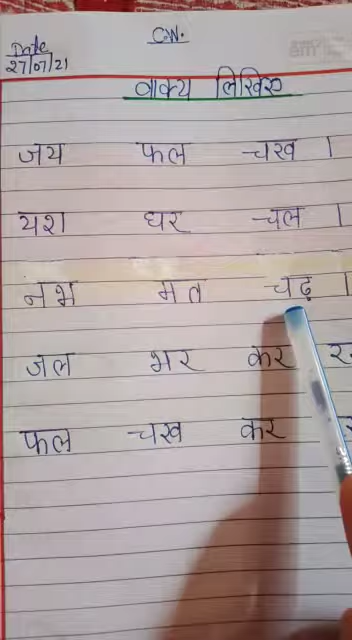 C.W.
Date
27/07/21
वाक्य लिखिए
जय फल चख ।
यश घर चल ।
नभ मत चढ़ ।
जल भर कर
फल चख कर